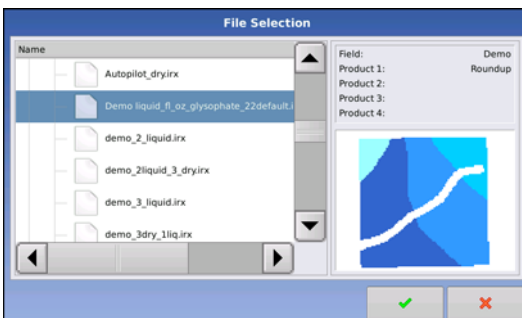 File Selection
Name
Autopilot_dry.irx
Demo liquid_fl_oz_glysophate_22default.i
demo_2_liquid.irx
demo_2liquid_3_dry.irx
demo_3_liquid.irx
demo_3dry_1liq.irx
Field: Demo
Product 1: Roundup
Product 2:
Product 3:
Product 4: